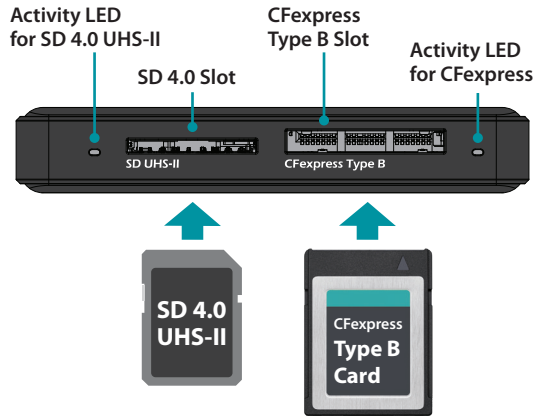 Activity LED
for SD 4.0 UHS-II
SD 4.0 Slot
CFexpress
Type B Slot
Activity LED
for CFexpress
SD UHS-II
CFexpress Type B
SD 4.0
UHS-II
CFexpress
Type B
Card